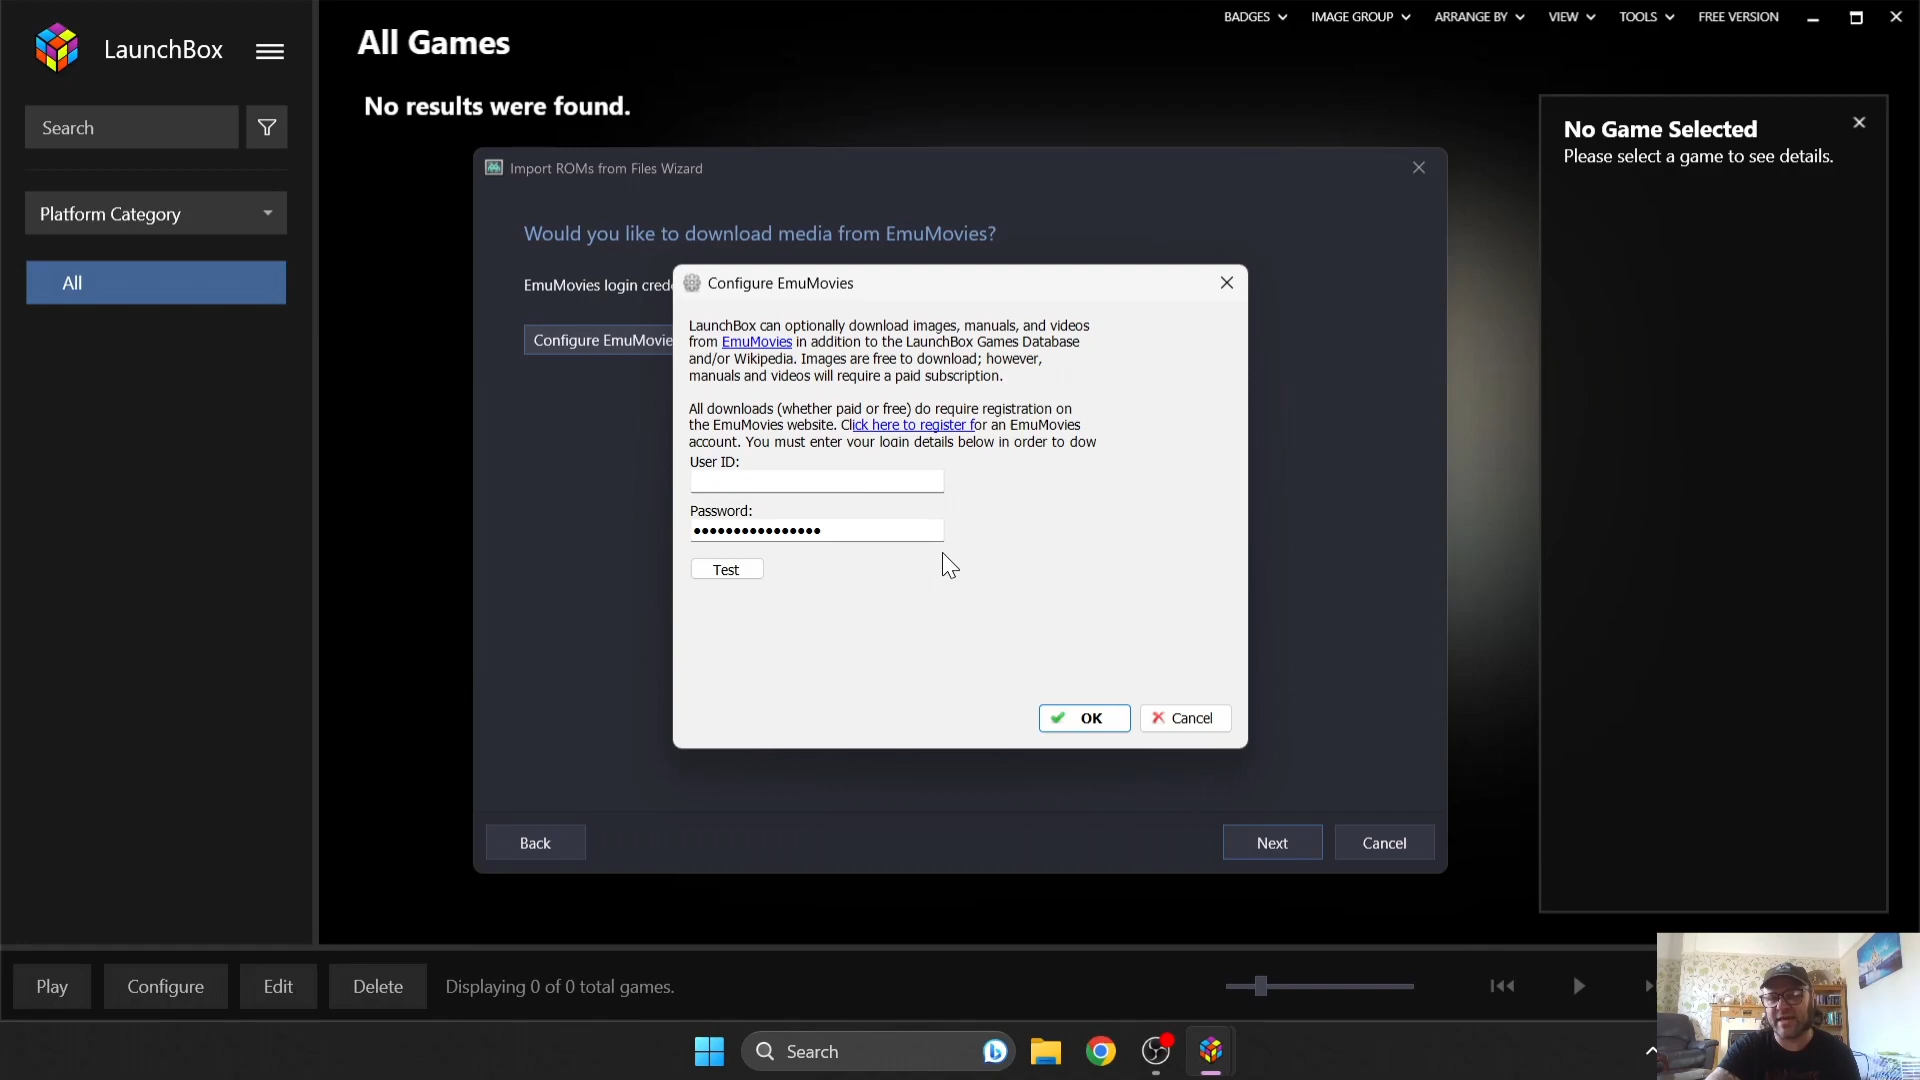 LaunchBox
Search
Platform Category
All
All Games
No results were found.
BADGES
IMAGE GROUP
ARRANGE BY
VIEW
TOOLS
FREE VERSION
No Game Selected
Please select a game to see details.
Import ROMs from Files Wizard
Would you like to download media from EmuMovies?
EmuMovies login crede
Configure EmuMovie
Configure EmuMovies
LaunchBox can optionally download images, manuals, and videos
from EmuMovies in addition to the LaunchBox Games Database
and/or Wikipedia. Images are free to download; however,
manuals and videos will require a paid subscription.
All downloads (whether paid or free) do require registration on
the EmuMovies website. Click here to register for an EmuMovies
account. You must enter your login details below in order to dow
User ID:
Password:
Test
OK
Cancel
Back
Next
Cancel
Play
Configure
Edit
Delete
Displaying 0 of 0 total games.
Search